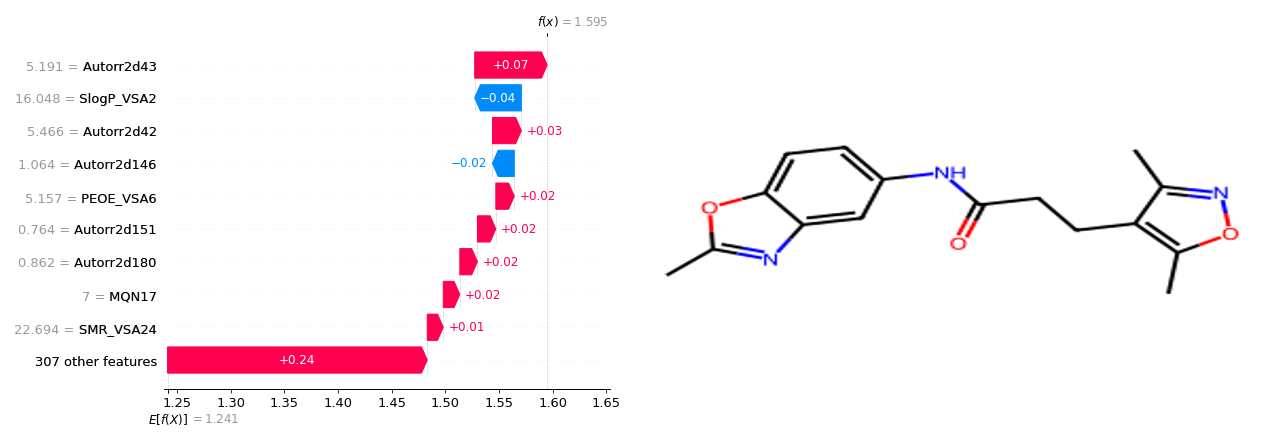 f(x) = 1.595
5.191 = Autorr2d43
+0.07
16.048 = SlogP_VSA2
−0.04
5.466 = Autorr2d42
+0.03
1.064 = Autorr2d146
−0.02
5.157 = PEOE_VSA6
+0.02
0.764 = Autorr2d151
+0.02
0.862 = Autorr2d180
+0.02
7 = MQN17
+0.02
22.694 = SMR_VSA24
+0.01
307 other features
+0.24
1.25 1.30 1.35 1.40 1.45 1.50 1.55 1.60 1.65
E[f(X)] = 1.241
NH
N
O
O
O
N